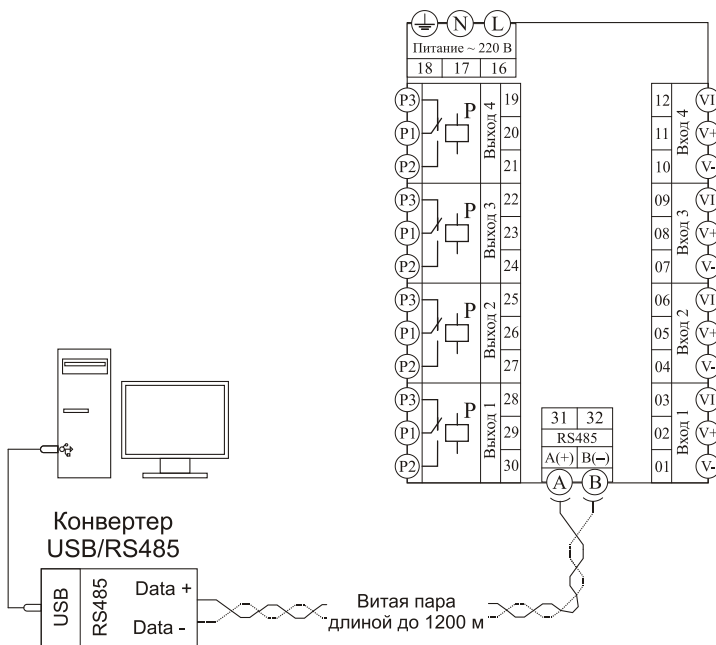 N L
Питание ~ 220 В
18 17 16
P3 19 12 VI
P1 P Выход 4 20 11 Вход 4 V+
P2 21 10 V-
P3 22 09 VI
P1 P Выход 3 23 08 Вход 3 V+
P2 24 07 V-
P3 25 06 VI
P1 P Выход 2 26 05 Вход 2 V+
P2 27 04 V-
P3 28 03 VI
P1 P Выход 1 29 02 Вход 1 V+
P2 30 01 V-
31 32
RS485
A(+) B(−)
A B
Конвертер
USB/RS485
USB RS485 Data +
Data -
Витая пара
длиной до 1200 м